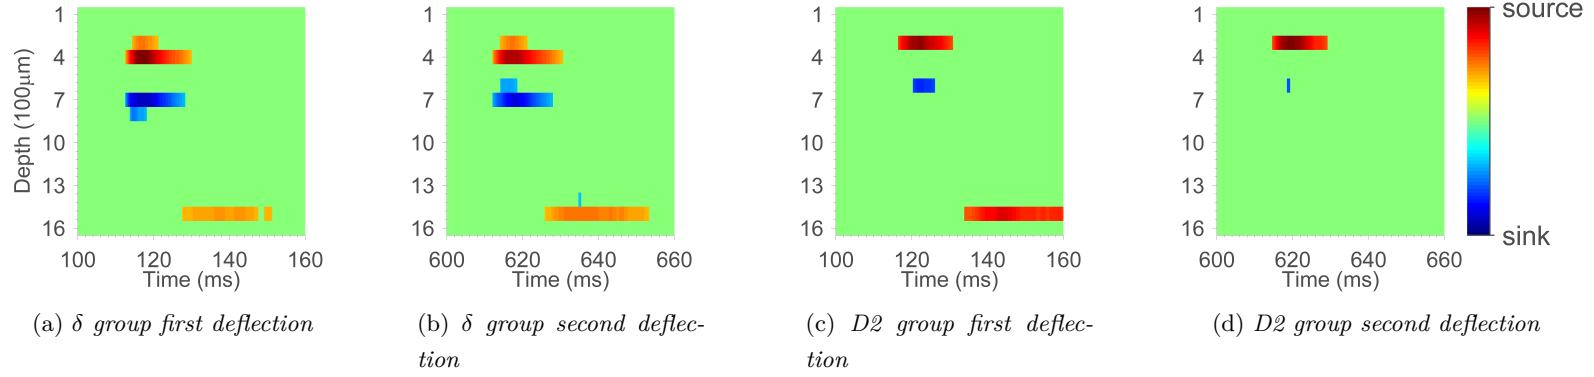 Depth (100μm)
1
4
7
10
13
16
100 120 140 160
Time (ms)
(a) δ group first deflection
1
4
7
10
13
16
600 620 640 660
Time (ms)
(b) δ group second deflec-
tion
1
4
7
10
13
16
100 120 140 160
Time (ms)
(c) D2 group first deflec-
tion
1
4
7
10
13
16
600 620 640 660
Time (ms)
(d) D2 group second deflection
source
sink